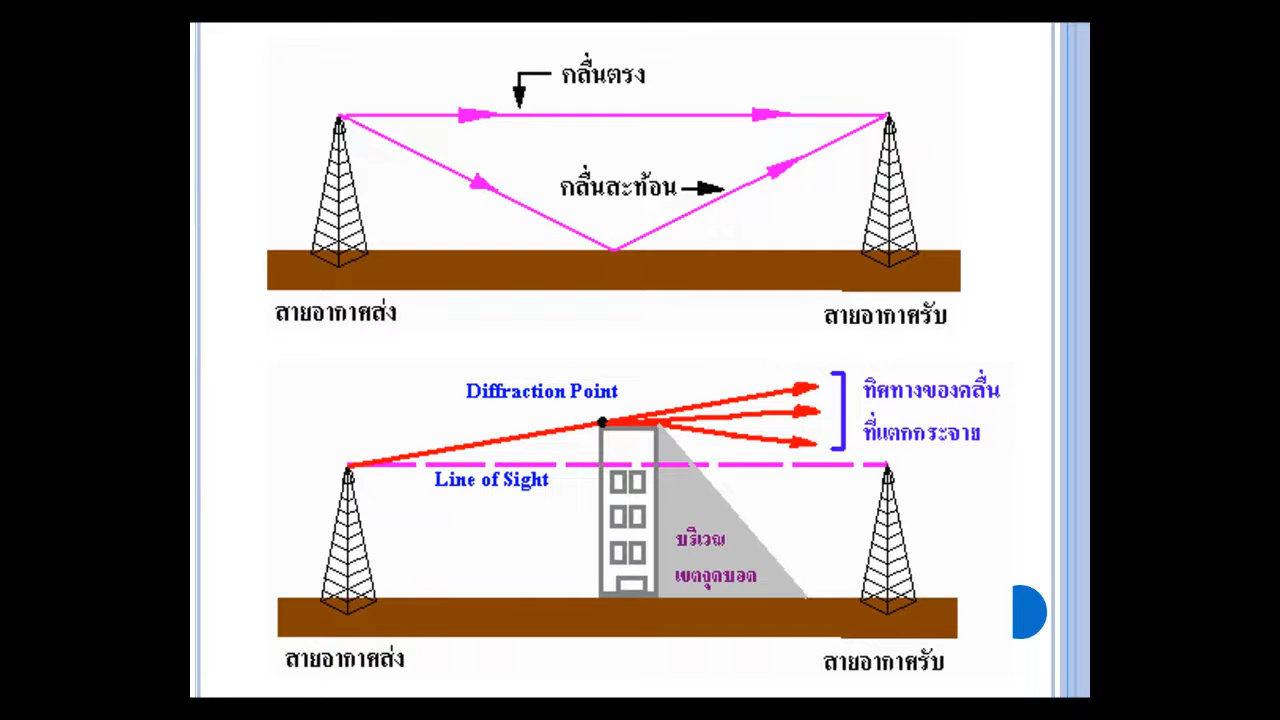 คลื่นตรง
คลื่นสะท้อน
สายอากาศส่ง
สายอากาศรับ
Diffraction Point
ทิศทางของคลื่น
ที่แตกกระจาย
Line of Sight
บริเวณ
เขตจุดบอด
สายอากาศส่ง
สายอากาศรับ